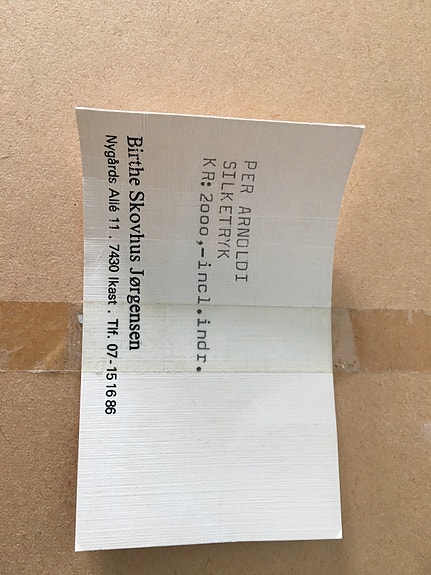 PER ARNOLDI
SILKETRYK
KR: 2000,-incl.indr.
Birthe Skovhus Jørgensen
Nygårds Allé 11 . 7430 Ikast . Tlf. 07-15 16 86